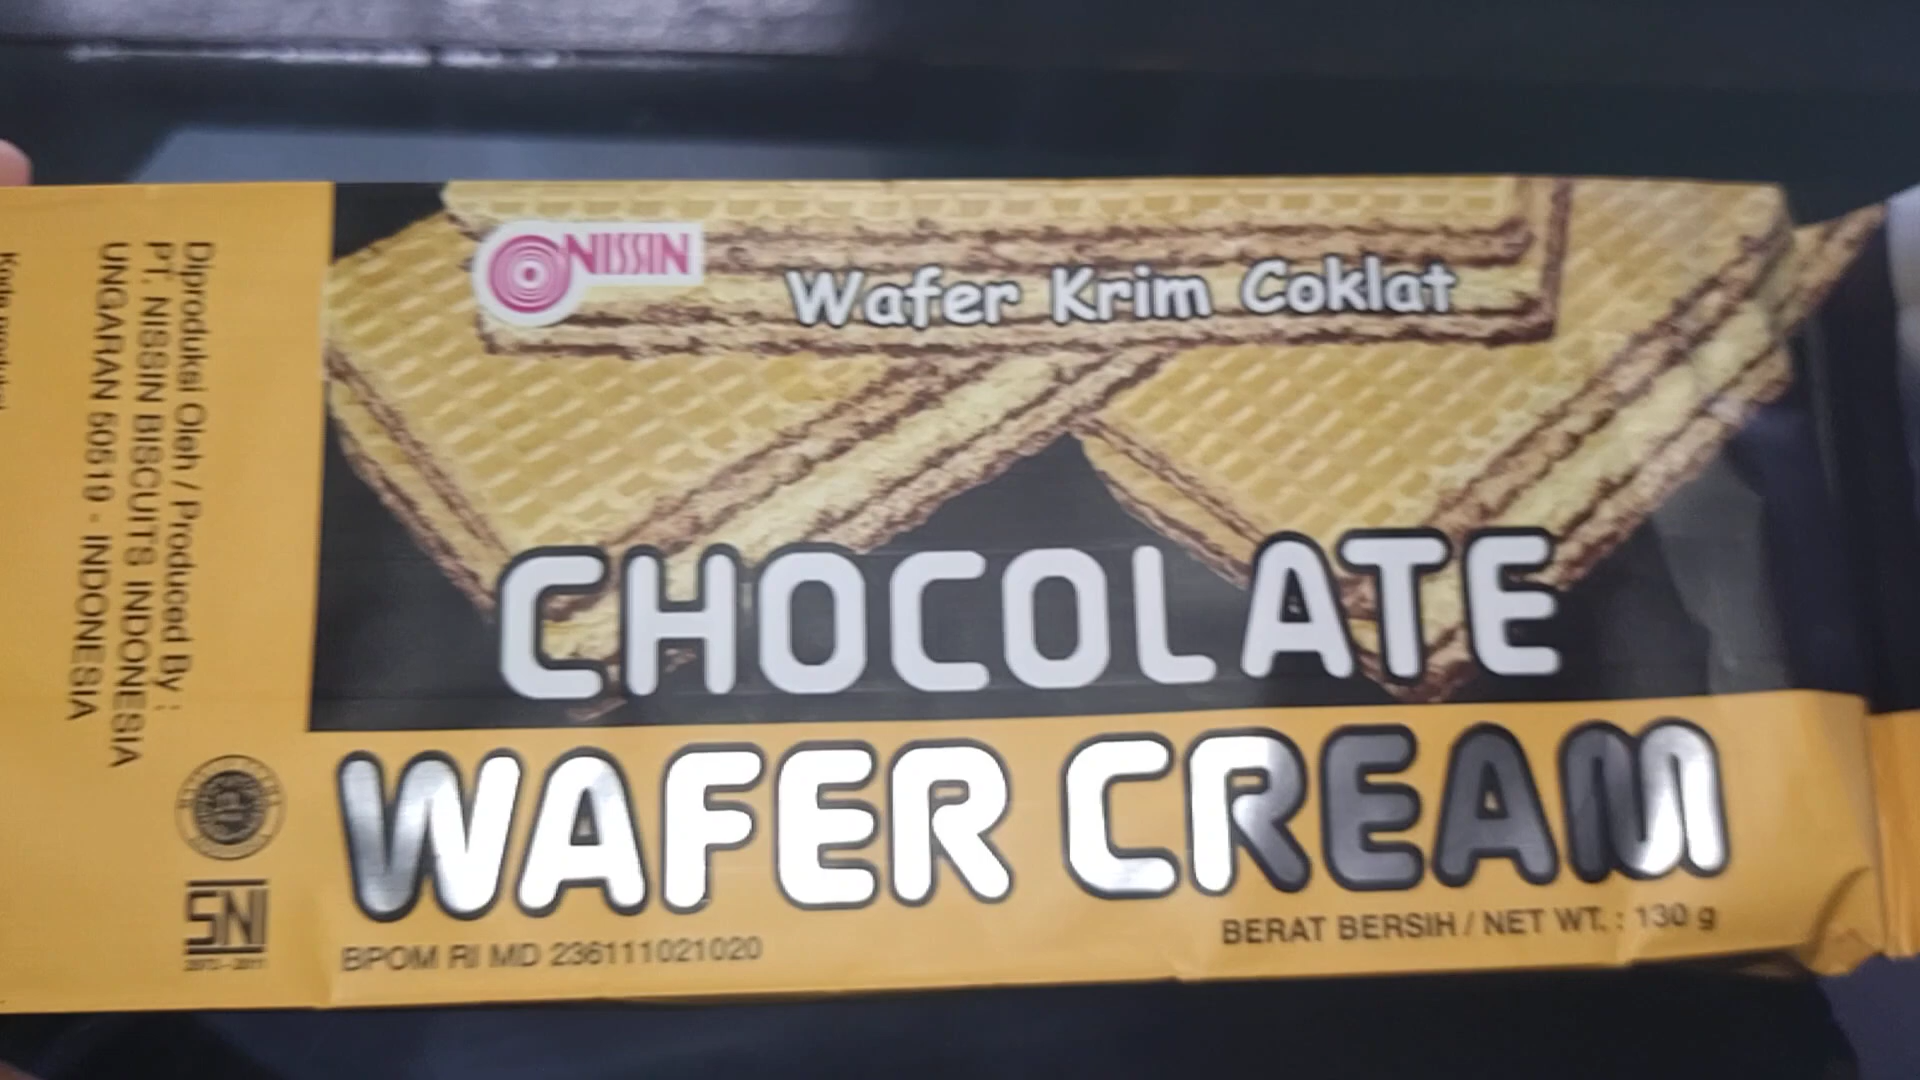 NISSIN
Wafer Krim Coklat
CHOCOLATE
WAFER CREAM
BERAT BERSIH / NET WT. : 130 g
BPOM RI MD 236111021020
Diproduksi Oleh / Produced By :
PT. NISSIN BISCUITS INDONESIA
UNGARAN 50519 - INDONESIA
SNI